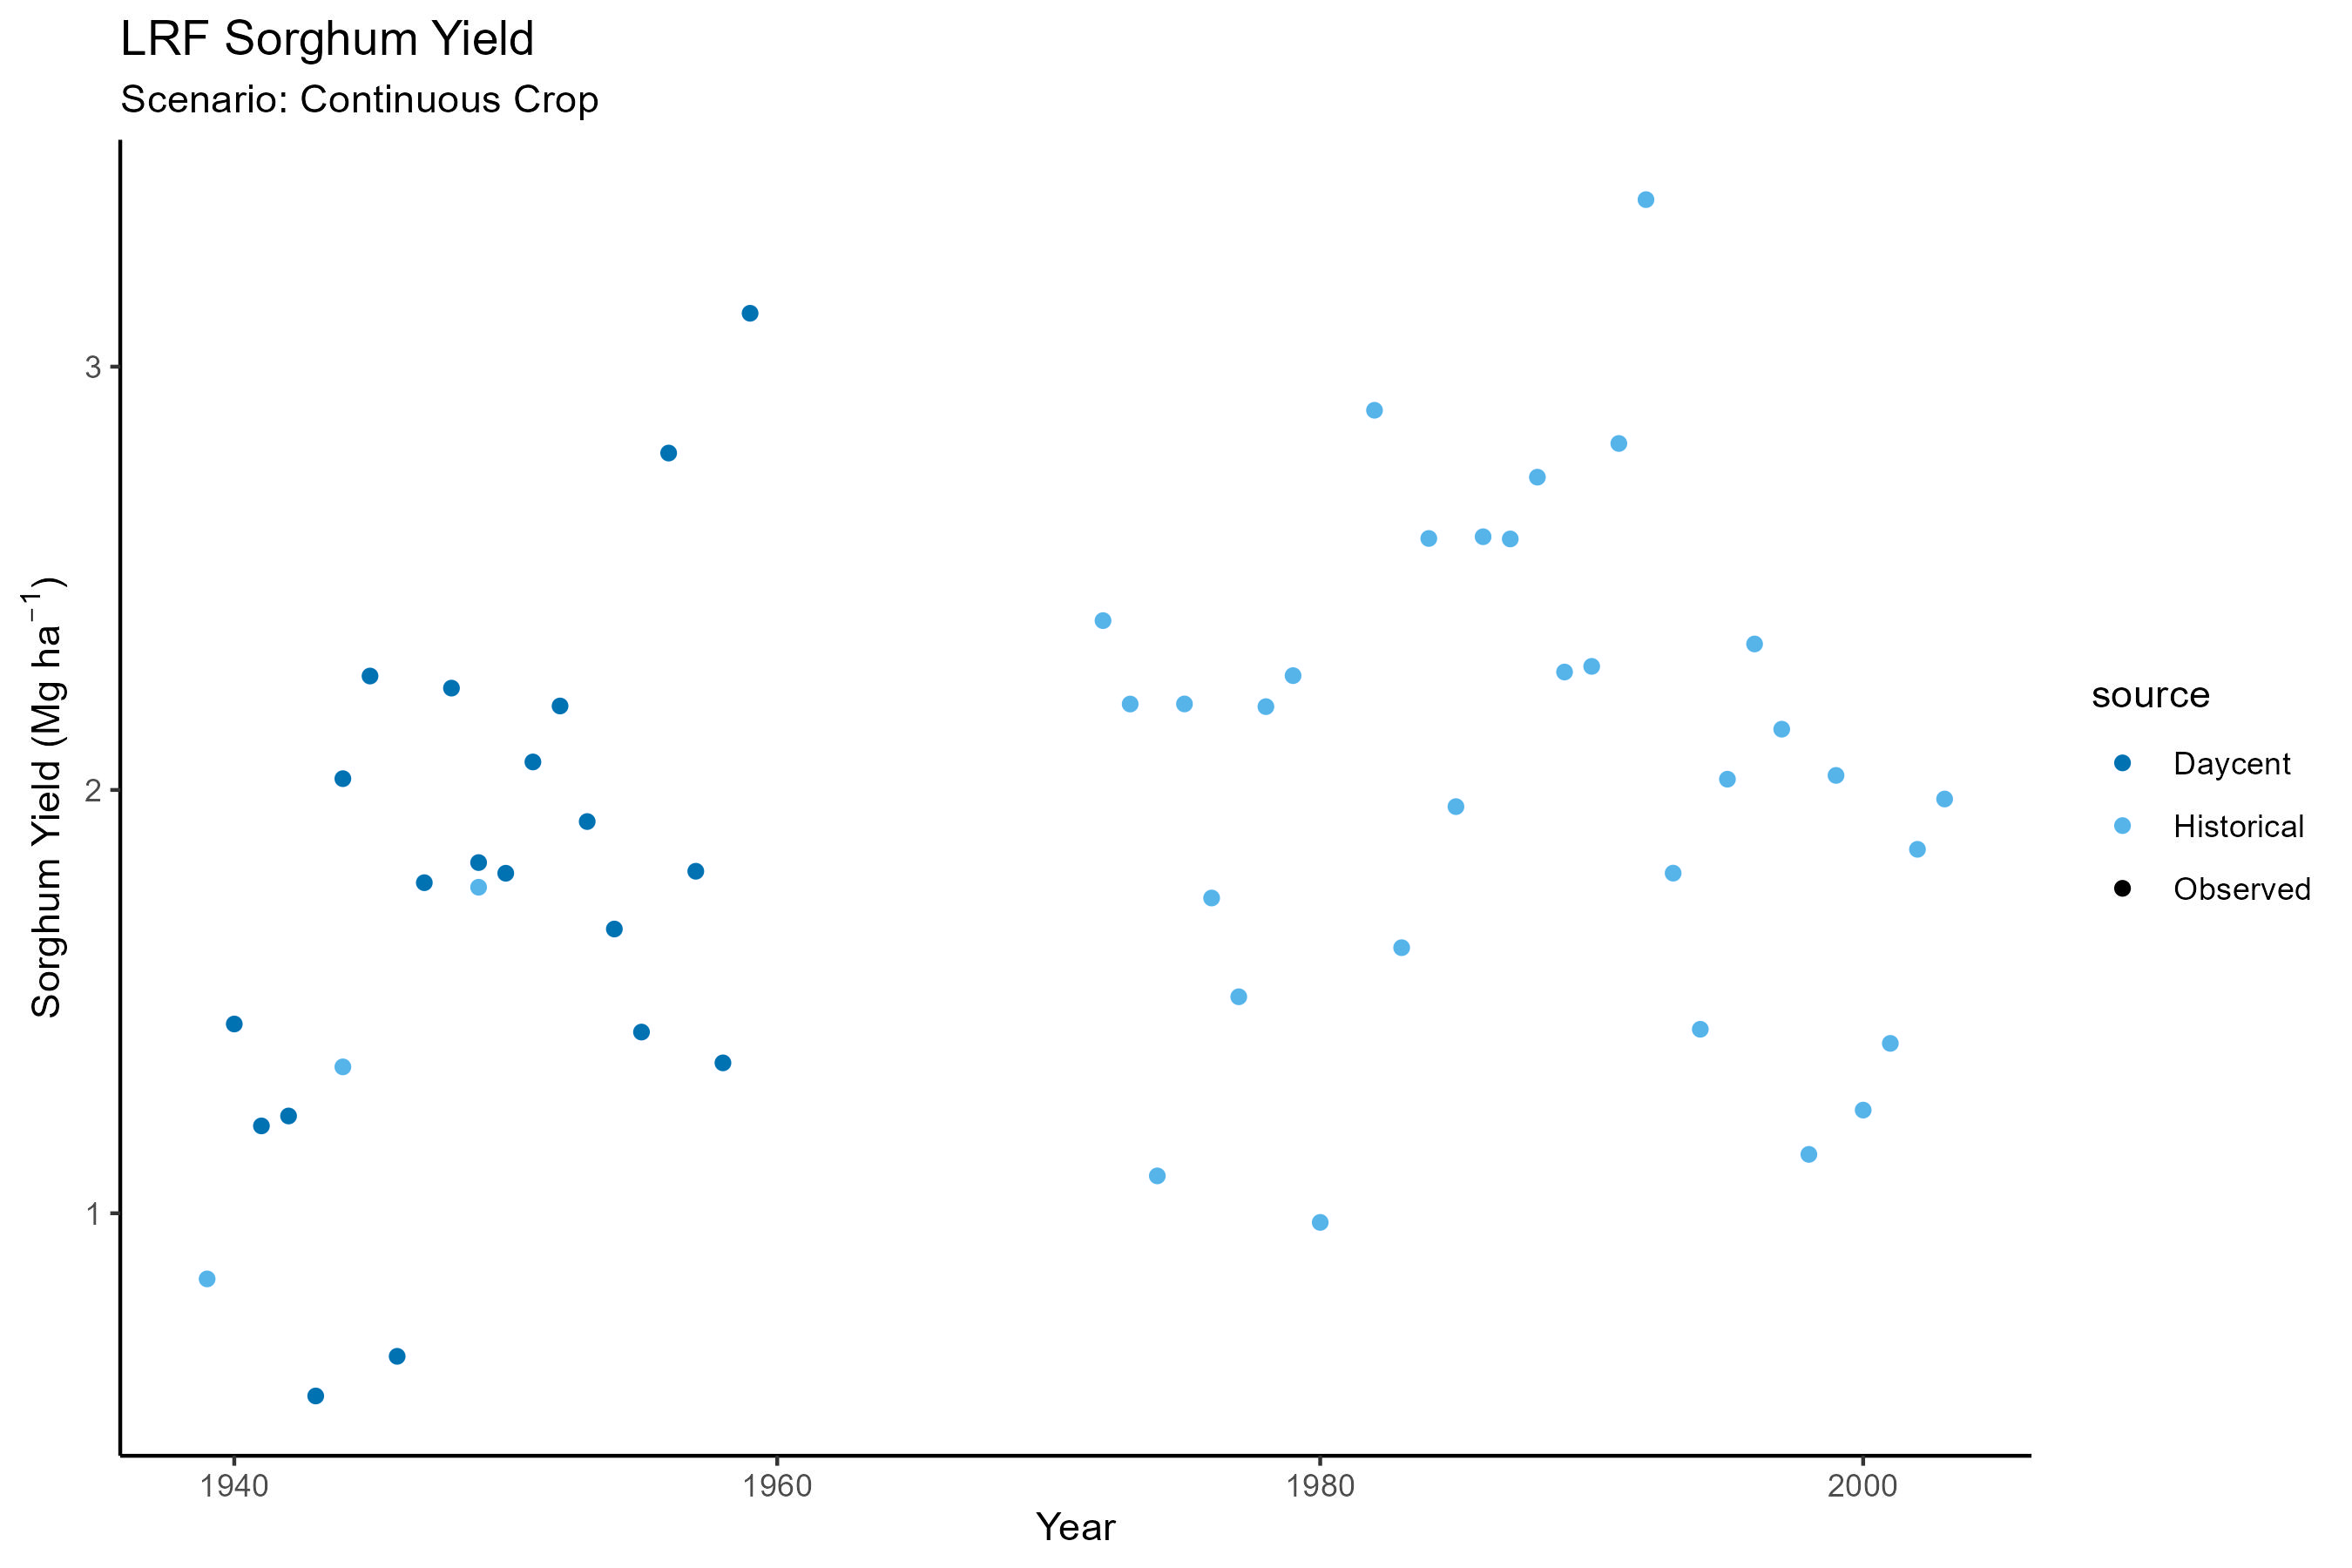 LRF Sorghum Yield
Scenario: Continuous Crop
Sorghum Yield (Mg ha⁻¹)
3
2
1
1940
1960
1980
2000
Year
source
Daycent
Historical
Observed